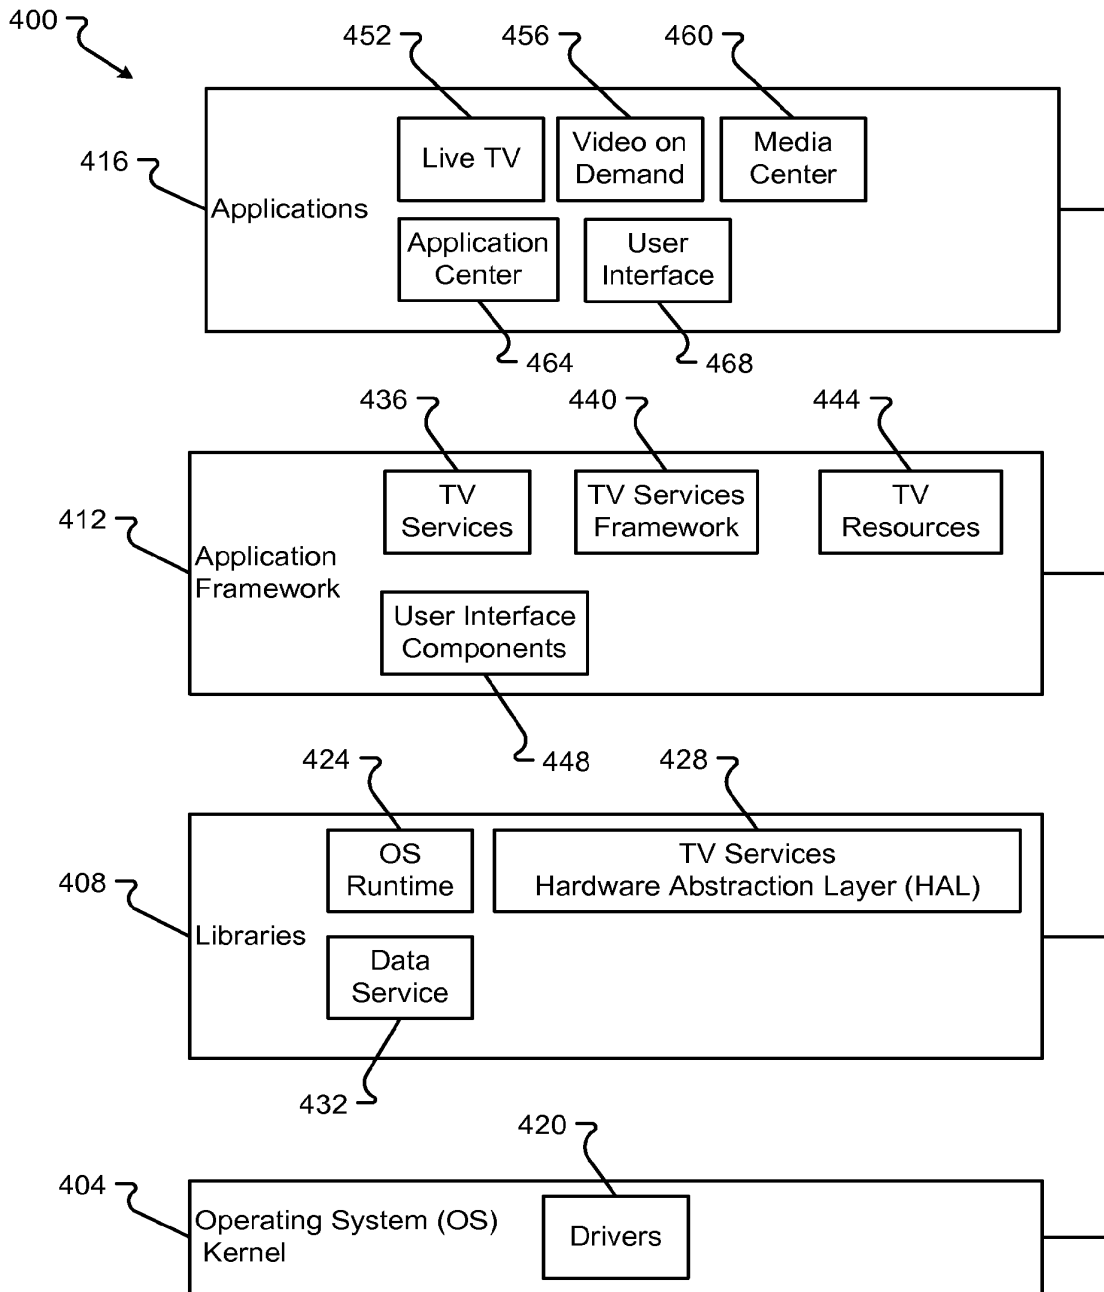 400
452
456
460
416
Applications
Live TV
Video on
Demand
Media
Center
Application
Center
User
Interface
464
468
436
440
444
412
Application
Framework
TV
Services
TV Services
Framework
TV
Resources
User Interface
Components
448
424
428
408
Libraries
OS
Runtime
TV Services
Hardware Abstraction Layer (HAL)
Data
Service
432
420
404
Operating System (OS)
Kernel
Drivers